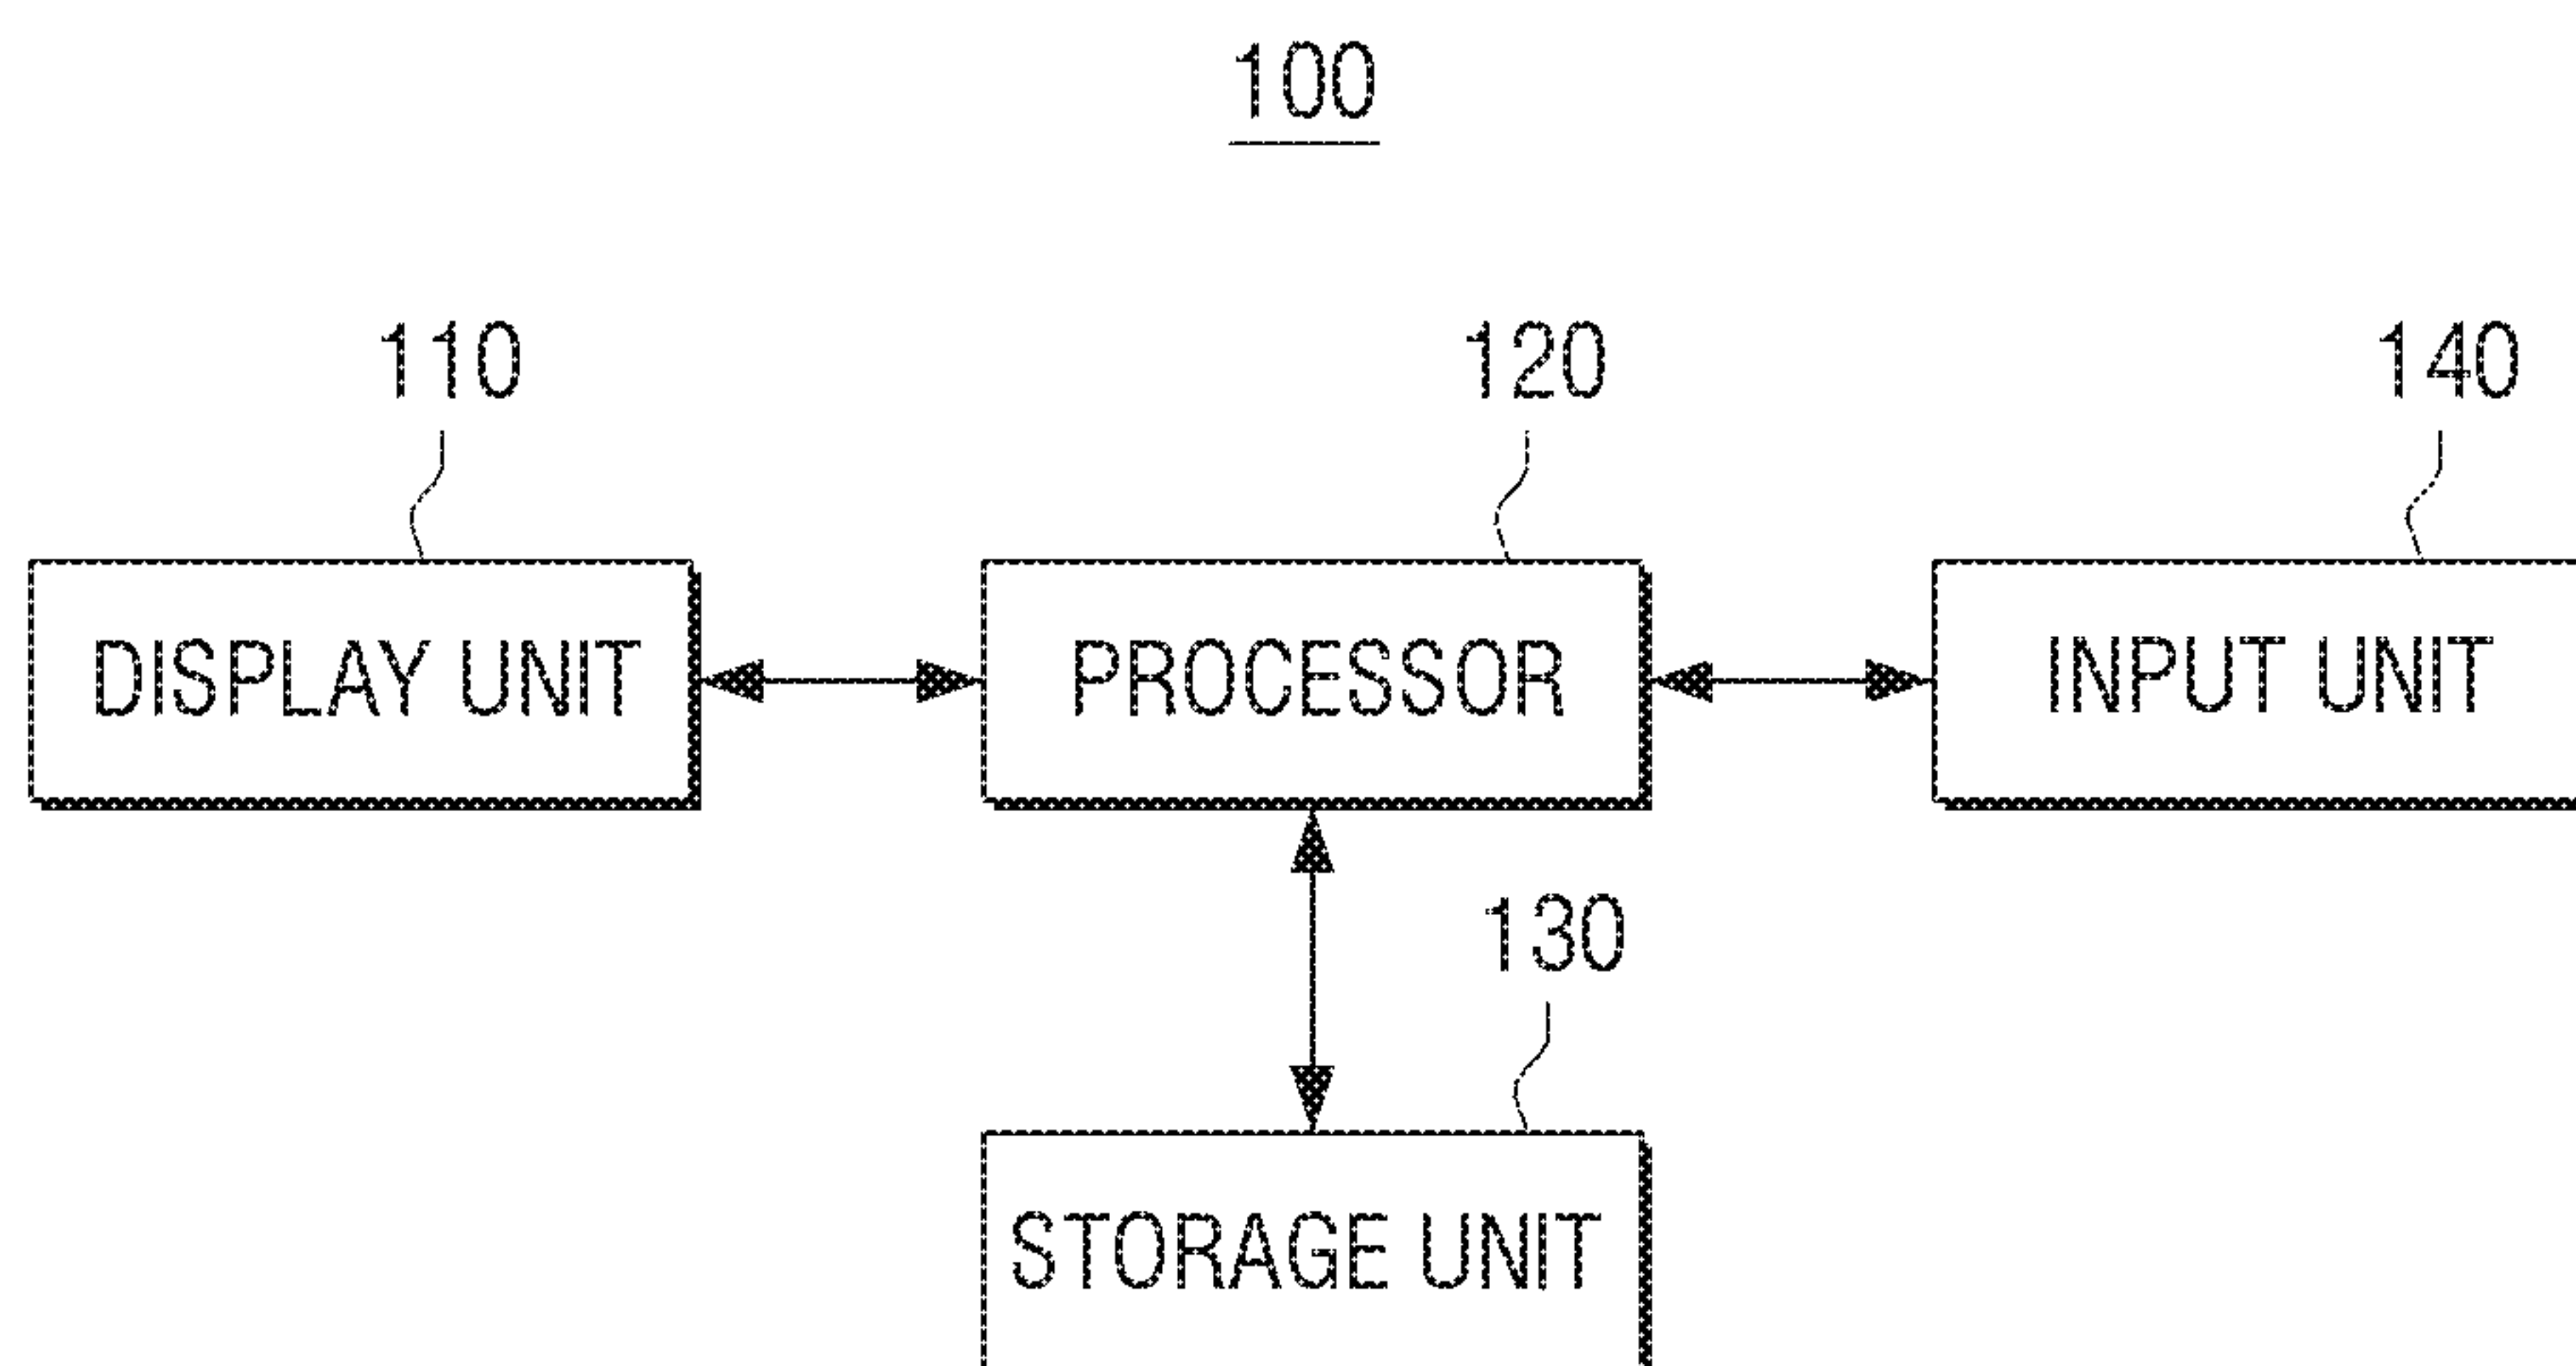 100
110
120
140
DISPLAY UNIT
PROCESSOR
INPUT UNIT
130
STORAGE UNIT